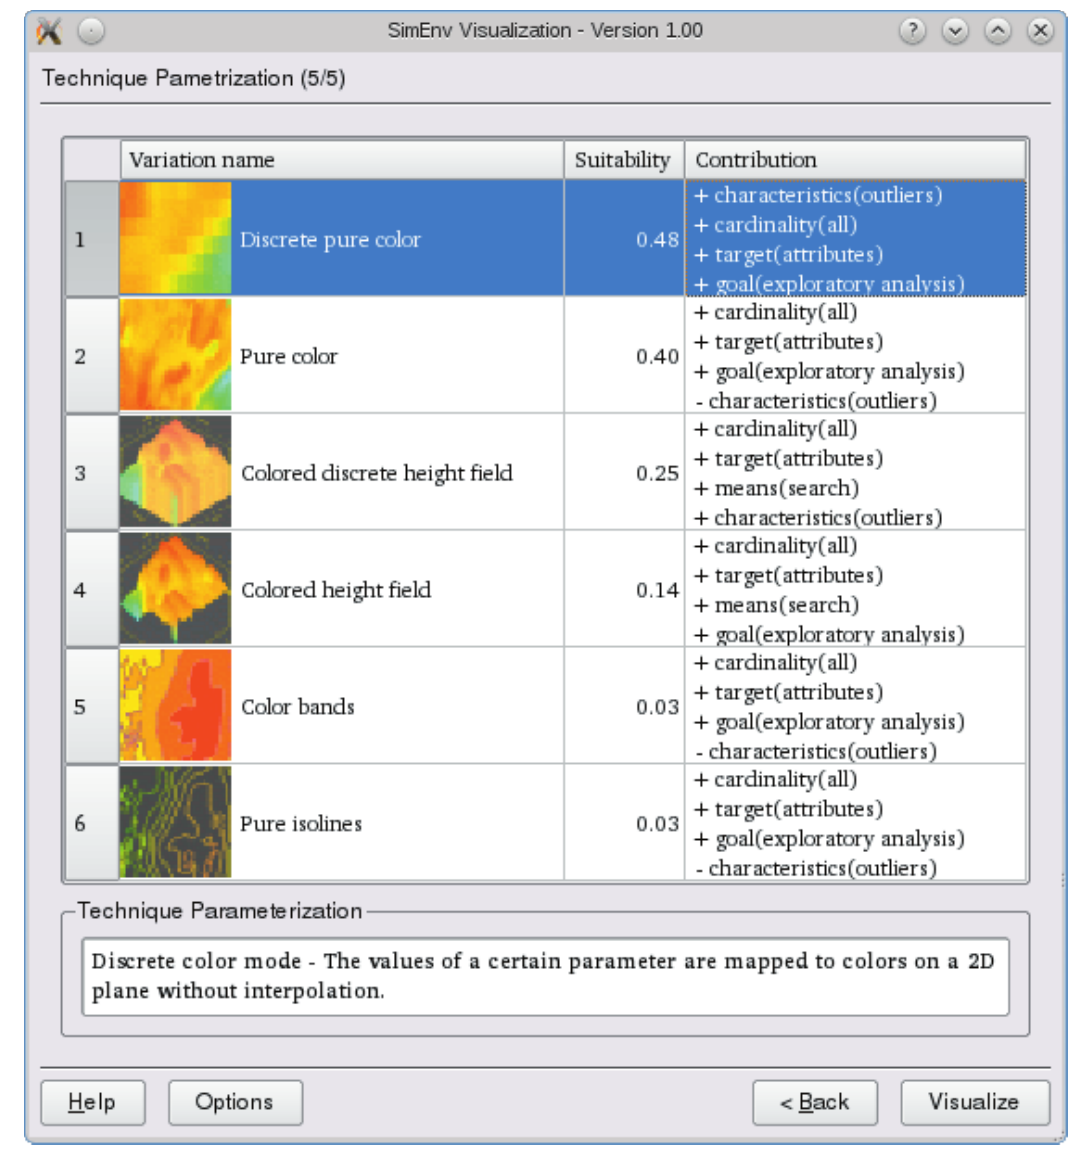 SimEnv Visualization - Version 1.00
Technique Pametrization (5/5)
Variation name Suitability Contribution
1 Discrete pure color 0.48
+ characteristics(outliers)
+ cardinality(all)
+ target(attributes)
+ goal(exploratory analysis)
2 Pure color 0.40
+ cardinality(all)
+ target(attributes)
+ goal(exploratory analysis)
- characteristics(outliers)
3 Colored discrete height field 0.25
+ cardinality(all)
+ target(attributes)
+ means(search)
+ characteristics(outliers)
4 Colored height field 0.14
+ cardinality(all)
+ target(attributes)
+ means(search)
+ goal(exploratory analysis)
5 Color bands 0.03
+ cardinality(all)
+ target(attributes)
+ goal(exploratory analysis)
- characteristics(outliers)
6 Pure isolines 0.03
+ cardinality(all)
+ target(attributes)
+ goal(exploratory analysis)
- characteristics(outliers)
Technique Parameterization
Discrete color mode - The values of a certain parameter are mapped to colors on a 2D
plane without interpolation.
Help Options < Back Visualize